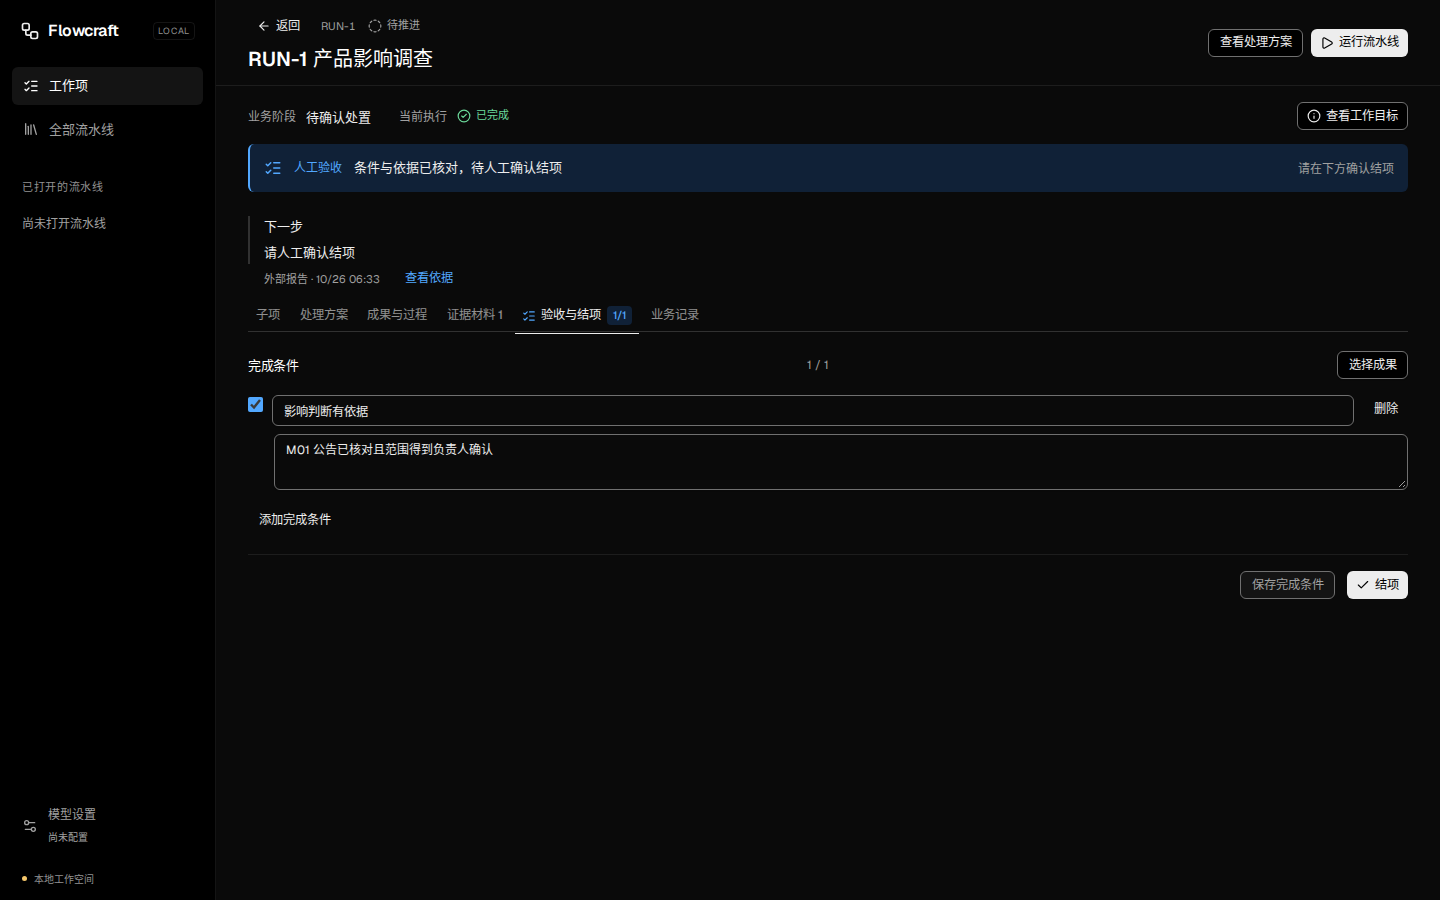 Flowcraft
LOCAL
工作项
全部流水线
已打开的流水线
尚未打开流水线
模型设置
尚未配置
本地工作空间
返回 RUN-1 待推进
RUN-1 产品影响调查
查看处理方案 运行流水线
业务阶段 待确认处置 当前执行 已完成
查看工作目标
人工验收 条件与依据已核对，待人工确认结项 请在下方确认结项
下一步
请人工确认结项
外部报告 · 10/26 06:33 查看依据
子项 处理方案 成果与过程 证据材料 1 验收与结项 1/1 业务记录
完成条件 1 / 1 选择成果
影响判断有依据 删除
M01 公告已核对且范围得到负责人确认
添加完成条件
保存完成条件 结项